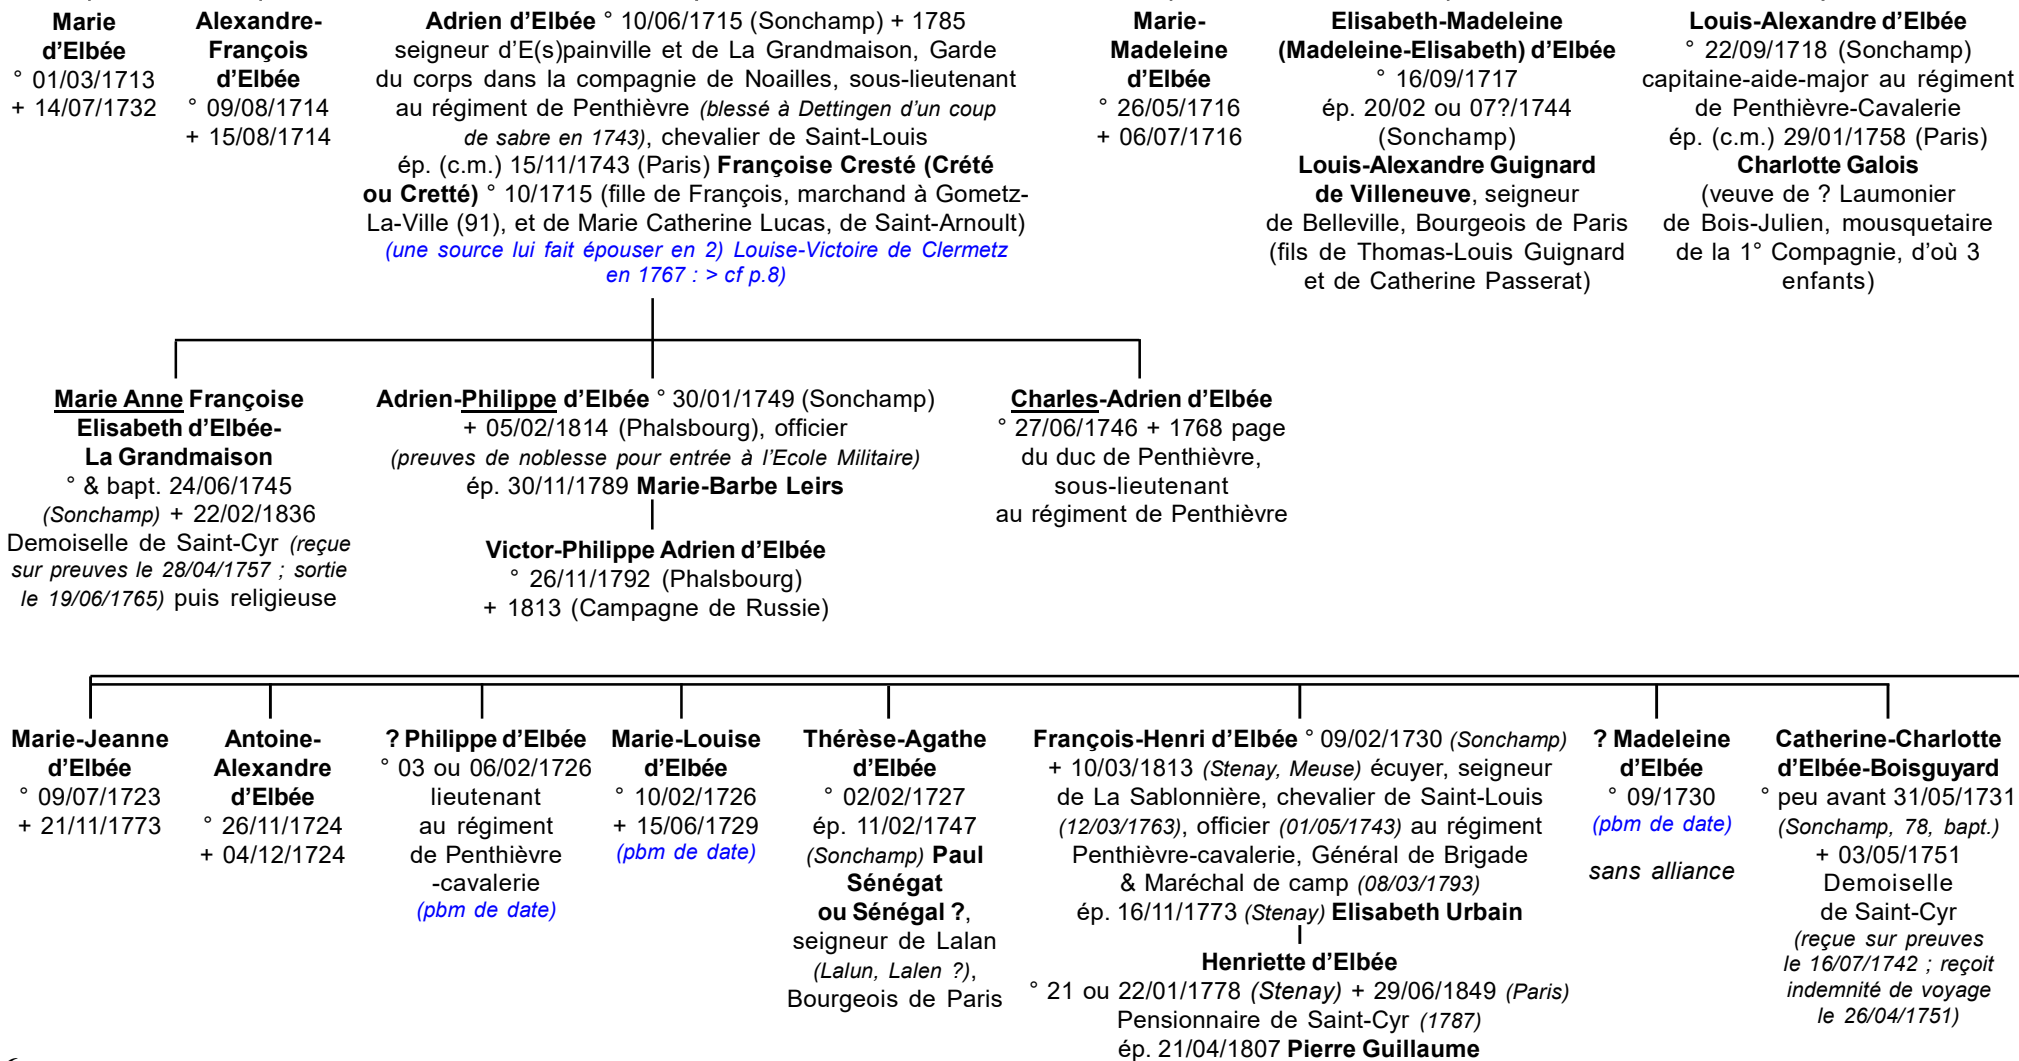 Marie
d'Elbée
° 01/03/1713
+ 14/07/1732
Alexandre-
François
d'Elbée
° 09/08/1714
+ 15/08/1714
Adrien d'Elbée ° 10/06/1715 (Sonchamp) + 1785
seigneur d'E(s)painville et de La Grandmaison, Garde
du corps dans la compagnie de Noailles, sous-lieutenant
au régiment de Penthièvre (blessé à Dettingen d'un coup
de sabre en 1743), chevalier de Saint-Louis
ép. (c.m.) 15/11/1743 (Paris) Françoise Cresté (Crété
ou Cretté) ° 10/1715 (fille de François, marchand à Gometz-
La-Ville (91), et de Marie Catherine Lucas, de Saint-Arnoult)
(une source lui fait épouser en 2) Louise-Victoire de Clermetz
en 1767 : > cf p.8)
Marie-
Madeleine
d'Elbée
° 26/05/1716
+ 06/07/1716
Elisabeth-Madeleine
(Madeleine-Elisabeth) d'Elbée
° 16/09/1717
ép. 20/02 ou 07?/1744
(Sonchamp)
Louis-Alexandre Guignard
de Villeneuve, seigneur
de Belleville, Bourgeois de Paris
(fils de Thomas-Louis Guignard
et de Catherine Passerat)
Louis-Alexandre d'Elbée
° 22/09/1718 (Sonchamp)
capitaine-aide-major au régiment
de Penthièvre-Cavalerie
ép. (c.m.) 29/01/1758 (Paris)
Charlotte Galois
(veuve de ? Laumonier
de Bois-Julien, mousquetaire
de la 1° Compagnie, d'où 3
enfants)
Marie Anne Françoise
Elisabeth d'Elbée-
La Grandmaison
° & bapt. 24/06/1745
(Sonchamp) + 22/02/1836
Demoiselle de Saint-Cyr (reçue
sur preuves le 28/04/1757 ; sortie
le 19/06/1765) puis religieuse
Adrien-Philippe d'Elbée ° 30/01/1749 (Sonchamp)
+ 05/02/1814 (Phalsbourg), officier
(preuves de noblesse pour entrée à l'Ecole Militaire)
ép. 30/11/1789 Marie-Barbe Leirs
Victor-Philippe Adrien d'Elbée
° 26/11/1792 (Phalsbourg)
+ 1813 (Campagne de Russie)
Charles-Adrien d'Elbée
° 27/06/1746 + 1768 page
du duc de Penthièvre,
sous-lieutenant
au régiment de Penthièvre
Marie-Jeanne
d'Elbée
° 09/07/1723
+ 21/11/1773
Antoine-
Alexandre
d'Elbée
° 26/11/1724
+ 04/12/1724
? Philippe d'Elbée
° 03 ou 06/02/1726
lieutenant
au régiment
de Penthièvre
-cavalerie
(pbm de date)
Marie-Louise
d'Elbée
° 10/02/1726
+ 15/06/1729
(pbm de date)
Thérèse-Agathe
d'Elbée
° 02/02/1727
ép. 11/02/1747
(Sonchamp) Paul
Sénégat
ou Sénégal ?,
seigneur de Lalan
(Lalun, Lalen ?),
Bourgeois de Paris
François-Henri d'Elbée ° 09/02/1730 (Sonchamp)
+ 10/03/1813 (Stenay, Meuse) écuyer, seigneur
de La Sablonnière, chevalier de Saint-Louis
(12/03/1763), officier (01/05/1743) au régiment
Penthièvre-cavalerie, Général de Brigade
& Maréchal de camp (08/03/1793)
ép. 16/11/1773 (Stenay) Elisabeth Urbain
Henriette d'Elbée
° 21 ou 22/01/1778 (Stenay) + 29/06/1849 (Paris)
Pensionnaire de Saint-Cyr (1787)
ép. 21/04/1807 Pierre Guillaume
? Madeleine
d'Elbée
° 09/1730
(pbm de date)
sans alliance
Catherine-Charlotte
d'Elbée-Boisguyard
° peu avant 31/05/1731
(Sonchamp, 78, bapt.)
+ 03/05/1751
Demoiselle
de Saint-Cyr
(reçue sur preuves
le 16/07/1742 ; reçoit
indemnité de voyage
le 26/04/1751)